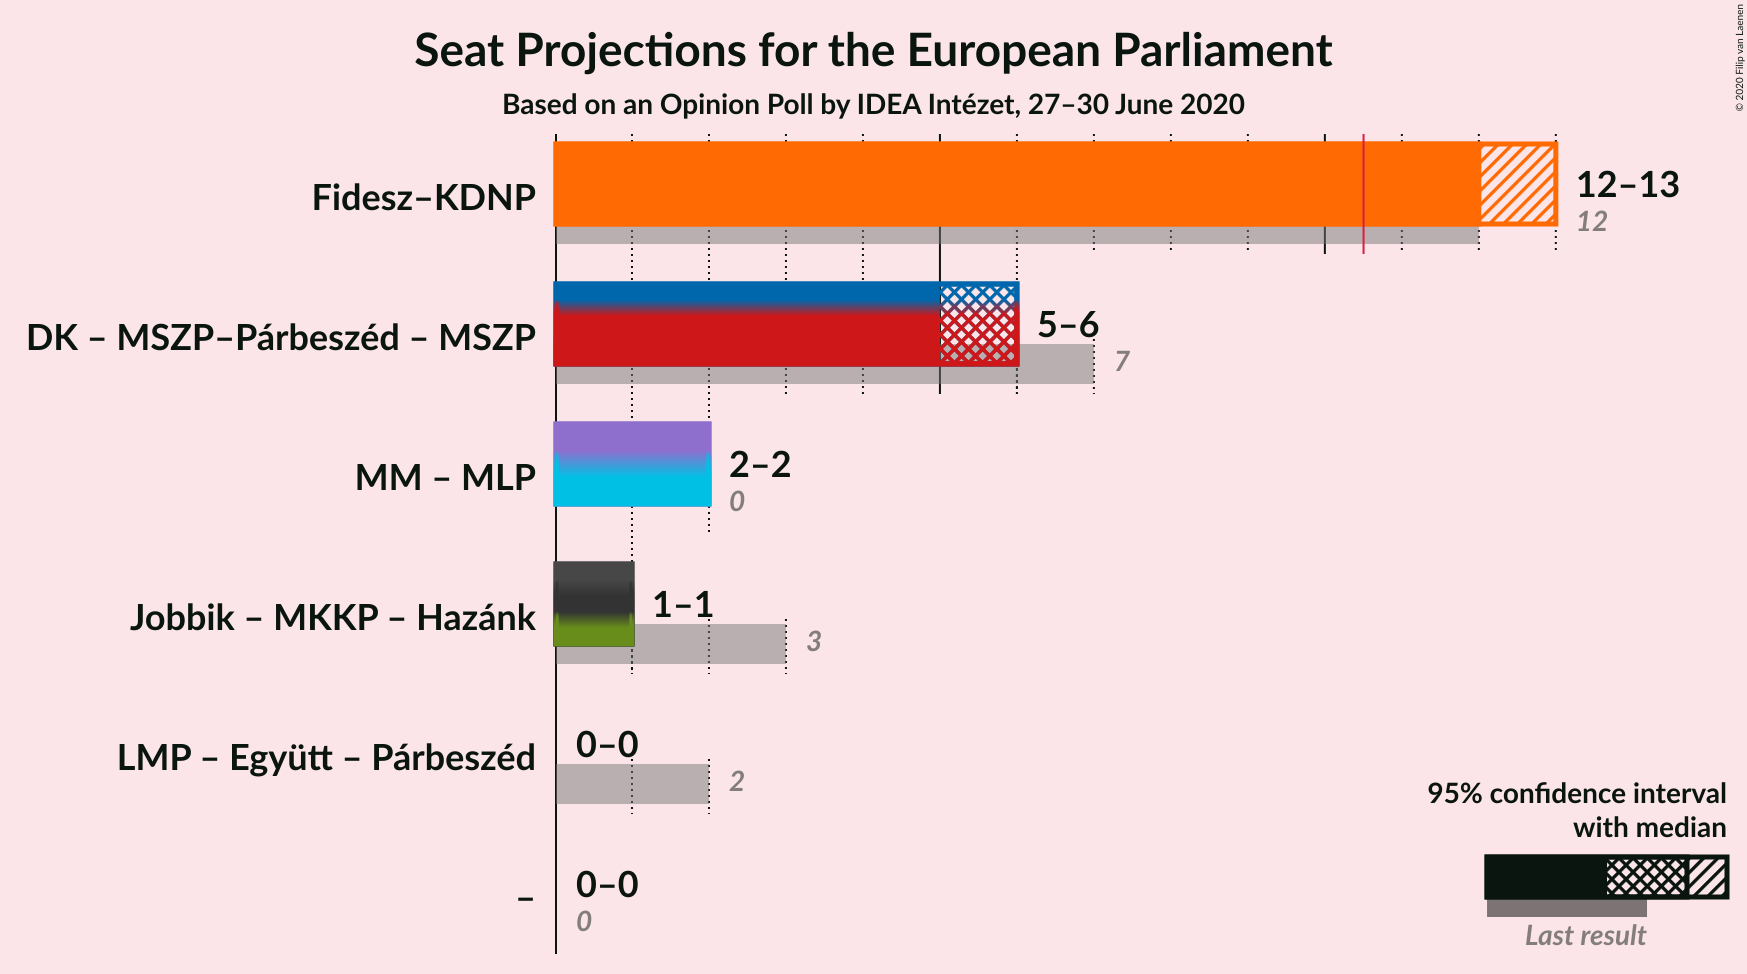 Seat Projections for the European Parliament
Based on an Opinion Poll by IDEA Intézet, 27–30 June 2020
© 2020 Filip van Laenen
Fidesz–KDNP
12–13
12
DK – MSZP–Párbeszéd – MSZP
5–6
7
MM – MLP
2–2
0
Jobbik – MKKP – Hazánk
1–1
3
LMP – Együtt – Párbeszéd
0–0
2
–
0–0
0
95% confidence interval
with median
Last result